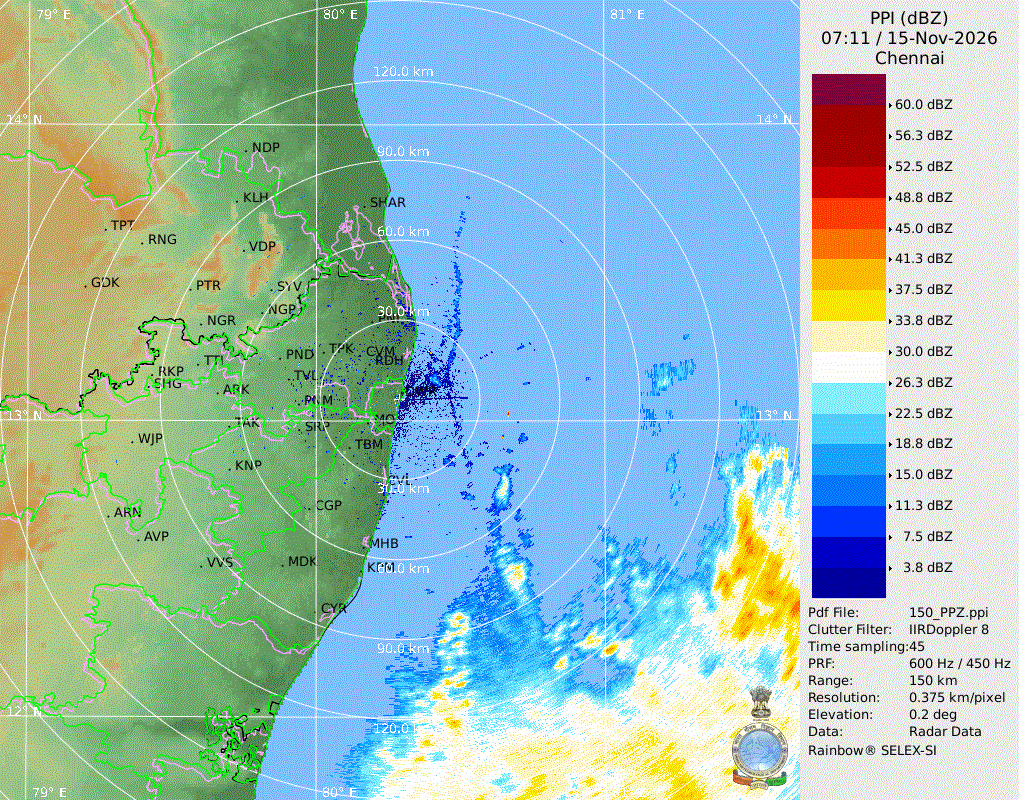 79° E
80° E
81° E
120.0 km
14° N
14° N
90.0 km
NDP
KLH
SHAR
TPT
RNG
60.0 km
VDP
GDK
PTR
SYV
NGP
30.0 km
NGR
TPK
CVM
PND
RDH
TTI
RKP
SHG
TVL
ARK
PNM
13° N
TAK
SRP
13° N
WJP
TBM
KNP
30.0 km
CGP
ARN
AVP
MHB
VVS
MDK
60.0 km
CYR
90.0 km
12° N
120.0 km
79° E
80° E
PPI (dBZ)
07:11 / 15-Nov-2026
Chennai
60.0 dBZ
56.3 dBZ
52.5 dBZ
48.8 dBZ
45.0 dBZ
41.3 dBZ
37.5 dBZ
33.8 dBZ
30.0 dBZ
26.3 dBZ
22.5 dBZ
18.8 dBZ
15.0 dBZ
11.3 dBZ
7.5 dBZ
3.8 dBZ
Pdf File: 150_PPZ.ppi
Clutter Filter: IIRDoppler 8
Time sampling:45
PRF: 600 Hz / 450 Hz
Range: 150 km
Resolution: 0.375 km/pixel
Elevation: 0.2 deg
Data: Radar Data
Rainbow® SELEX-SI